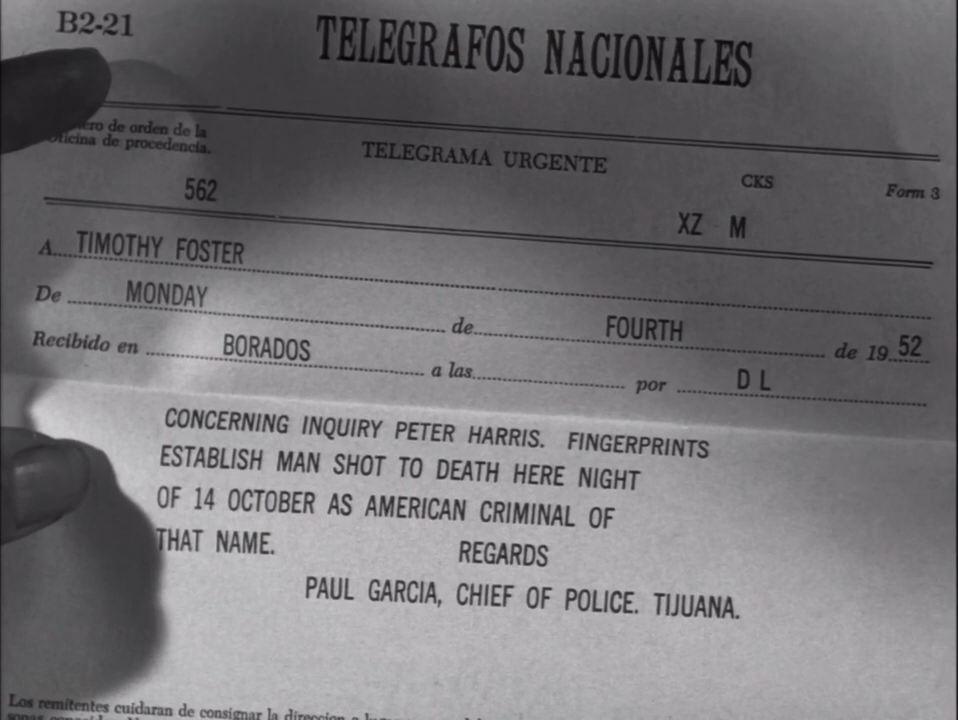 B2-21
TELEGRAFOS NACIONALES
de orden de la
oficina de procedencia.
TELEGRAMA URGENTE
CKS
Form 3
562
XZ M
A TIMOTHY FOSTER
De MONDAY de FOURTH de 19 52
Recibido en BORADOS a las por D L
CONCERNING INQUIRY PETER HARRIS. FINGERPRINTS
ESTABLISH MAN SHOT TO DEATH HERE NIGHT
OF 14 OCTOBER AS AMERICAN CRIMINAL OF
THAT NAME. REGARDS
PAUL GARCIA, CHIEF OF POLICE. TIJUANA.
Los remitentes cuidaran de consignar la direccion